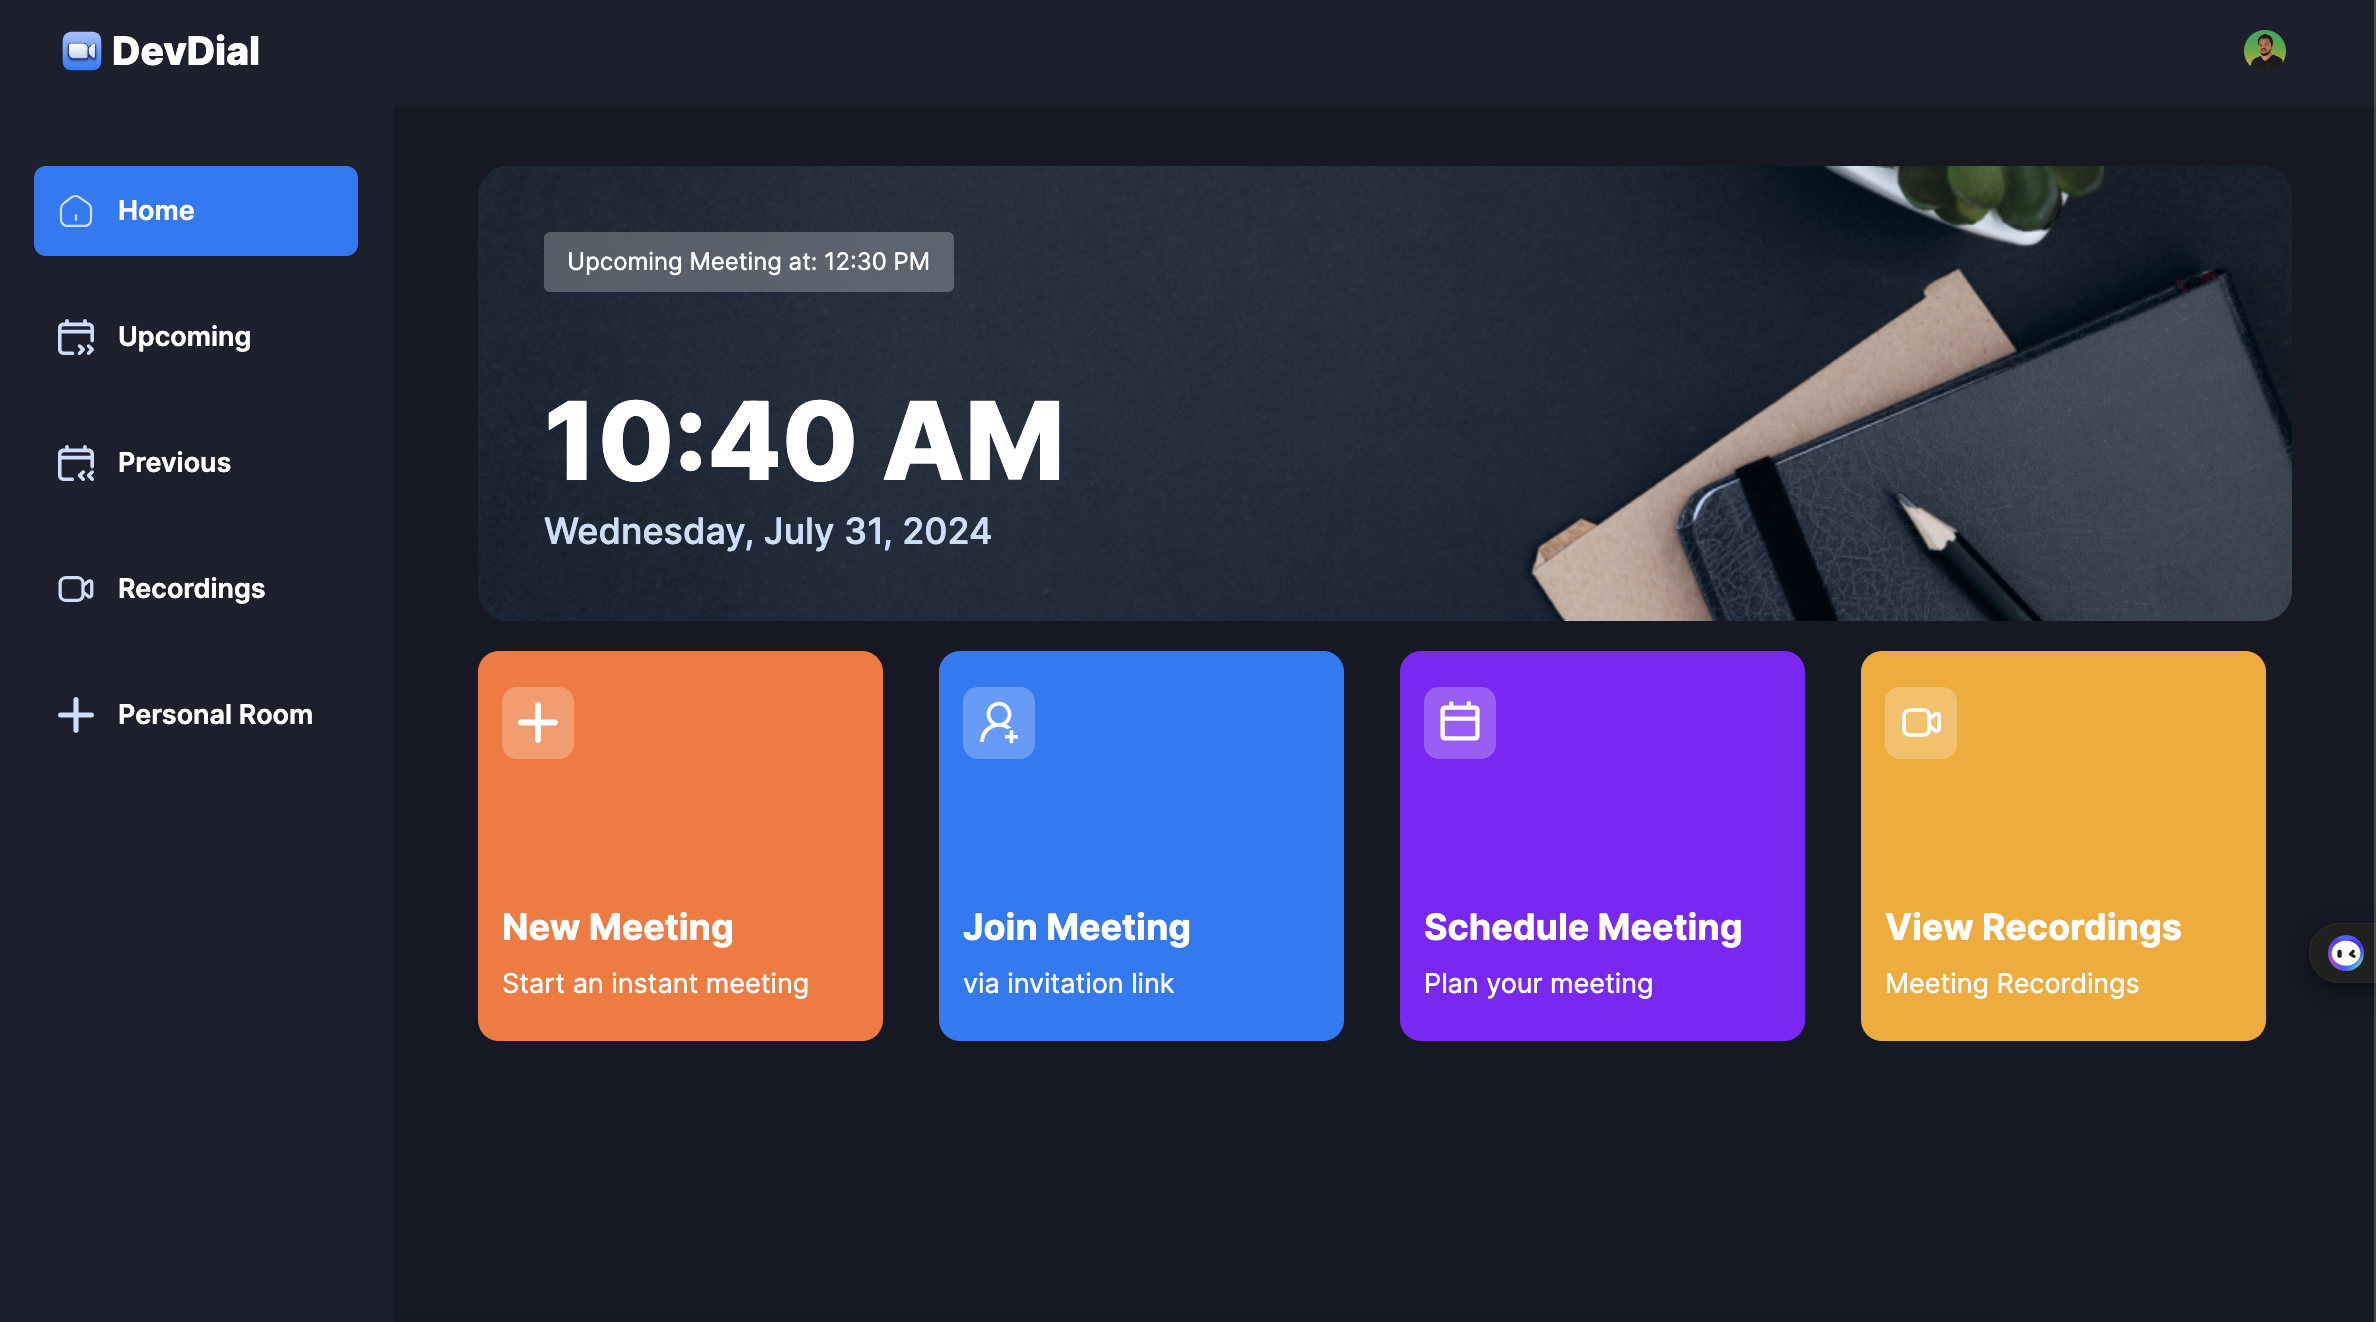 DevDial
Home
Upcoming
Previous
Recordings
Personal Room
Upcoming Meeting at: 12:30 PM
10:40 AM
Wednesday, July 31, 2024
New Meeting
Start an instant meeting
Join Meeting
via invitation link
Schedule Meeting
Plan your meeting
View Recordings
Meeting Recordings